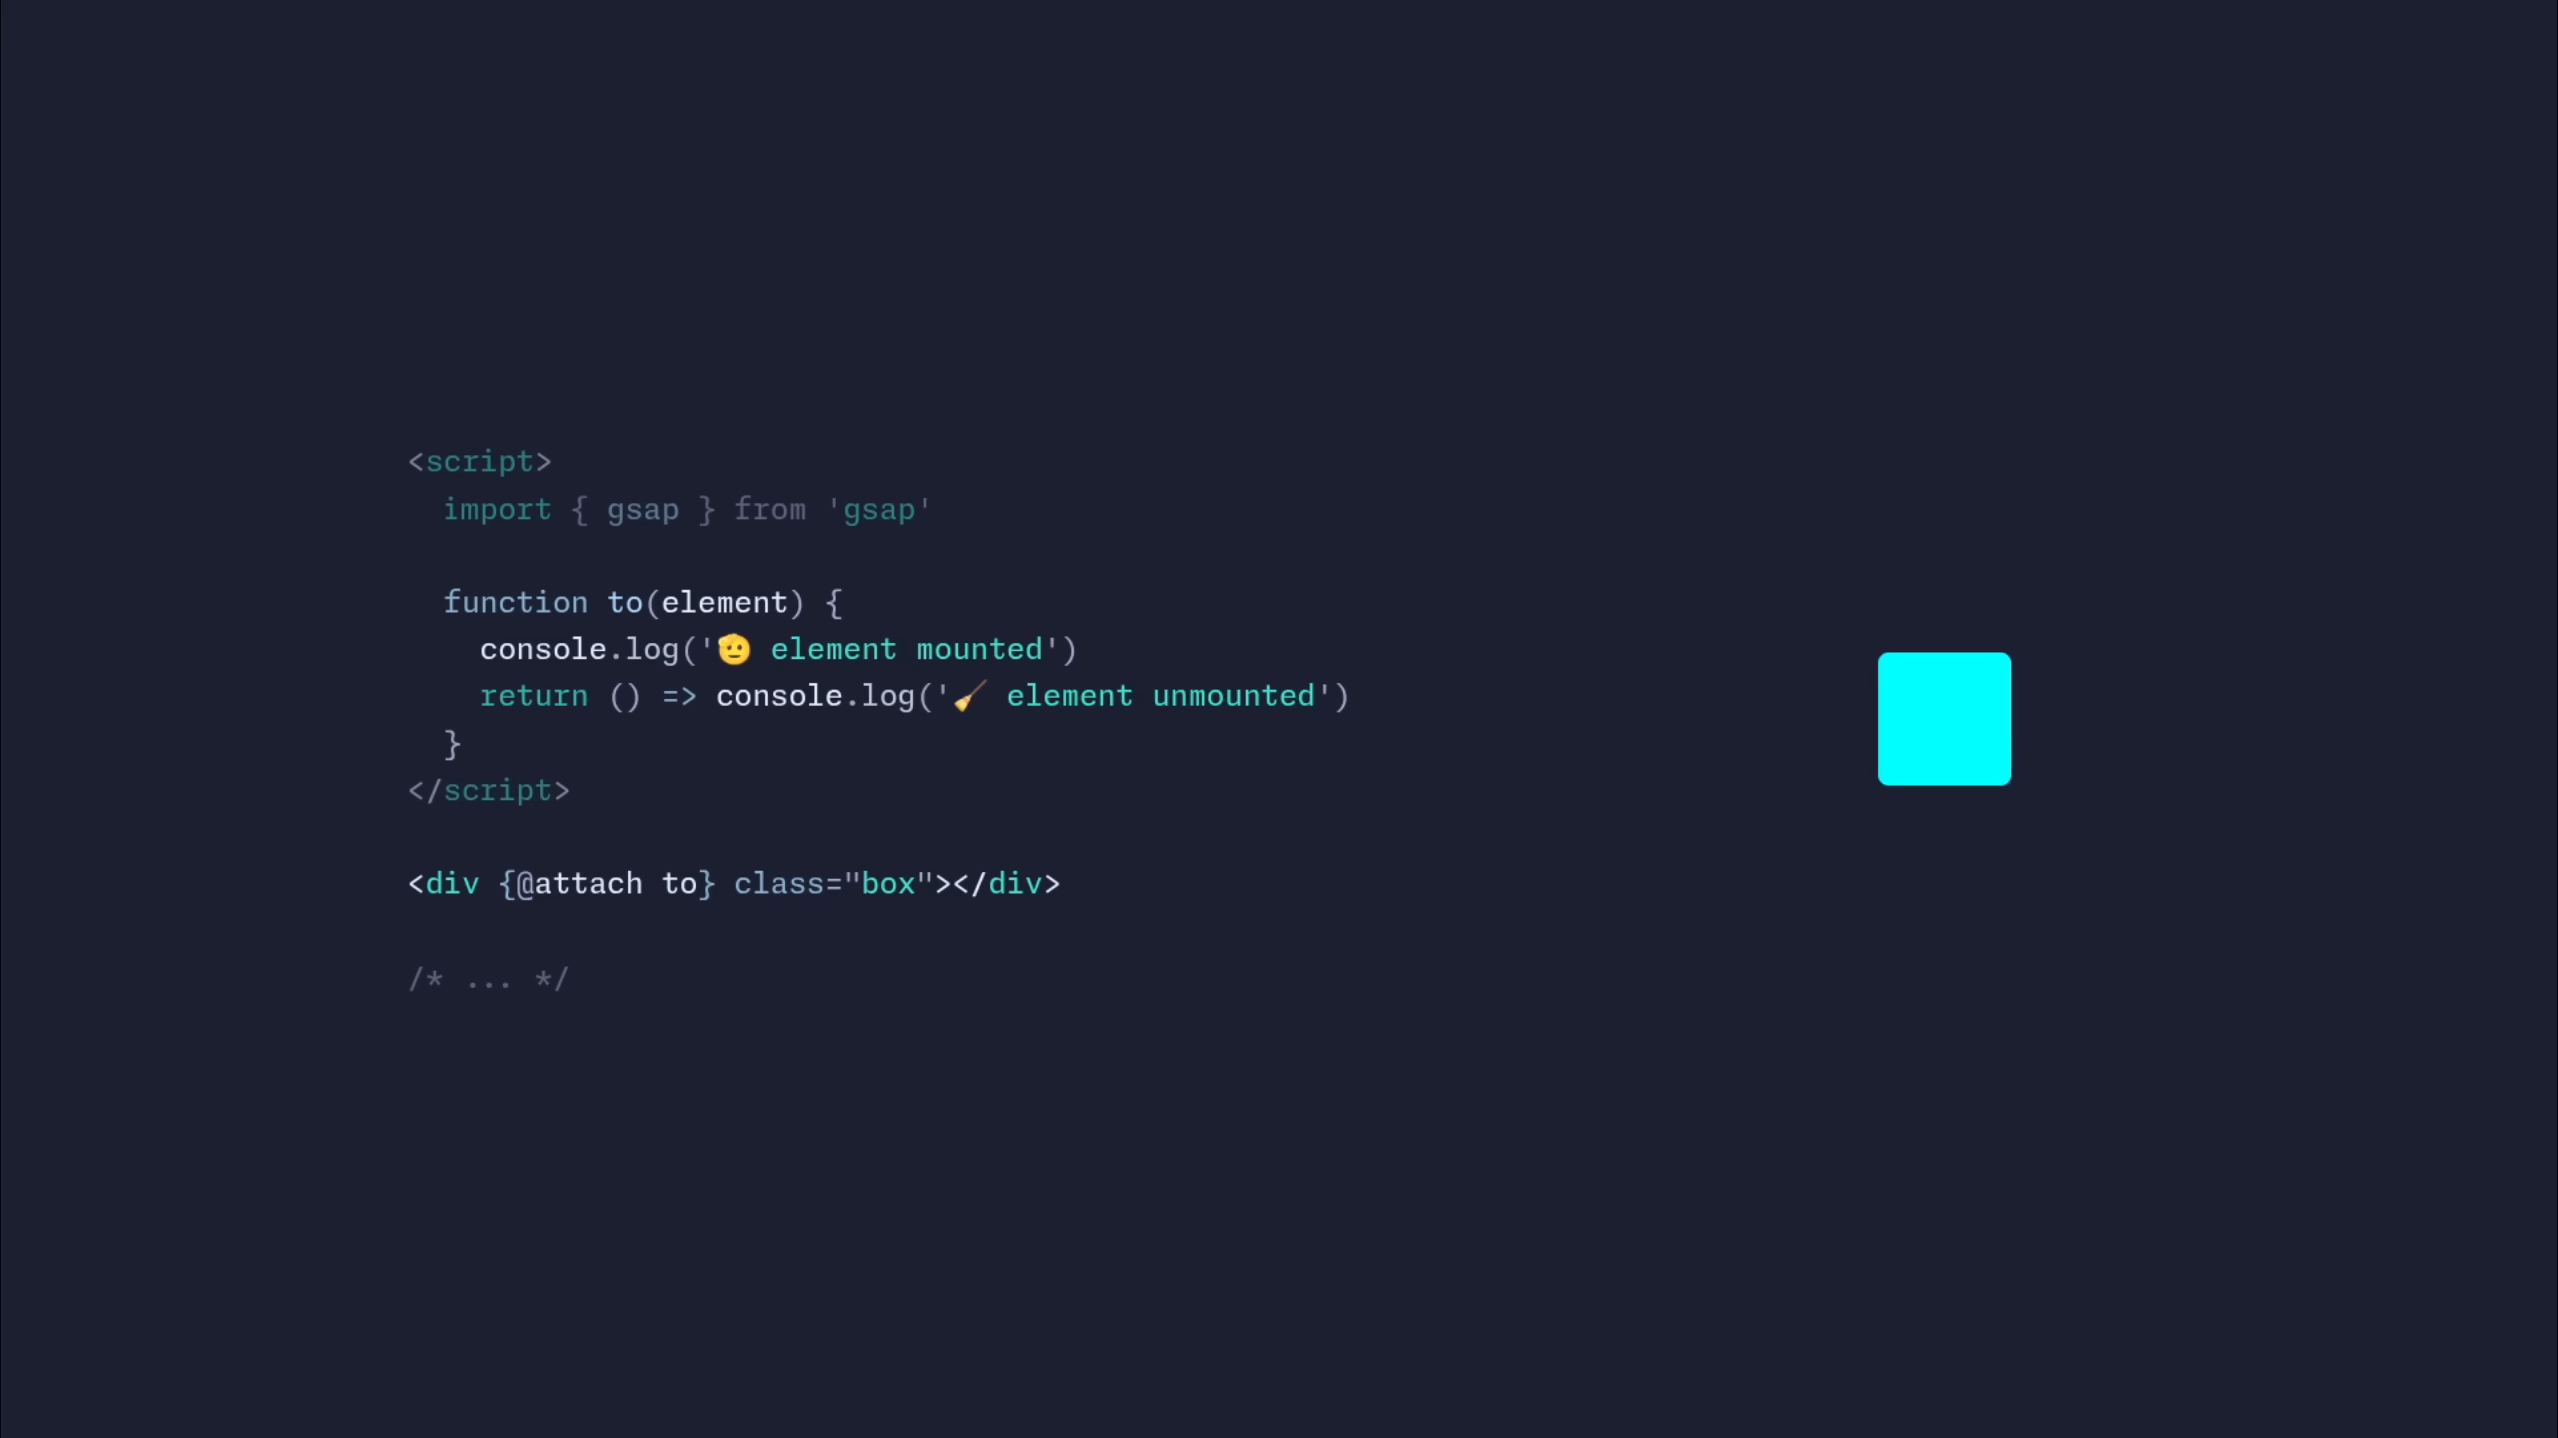 <script>
import { gsap } from 'gsap'
function to(element) {
console.log('🫡 element mounted')
return () => console.log('🧹 element unmounted')
}
</script>
<div {@attach to} class="box"></div>
/* ... */